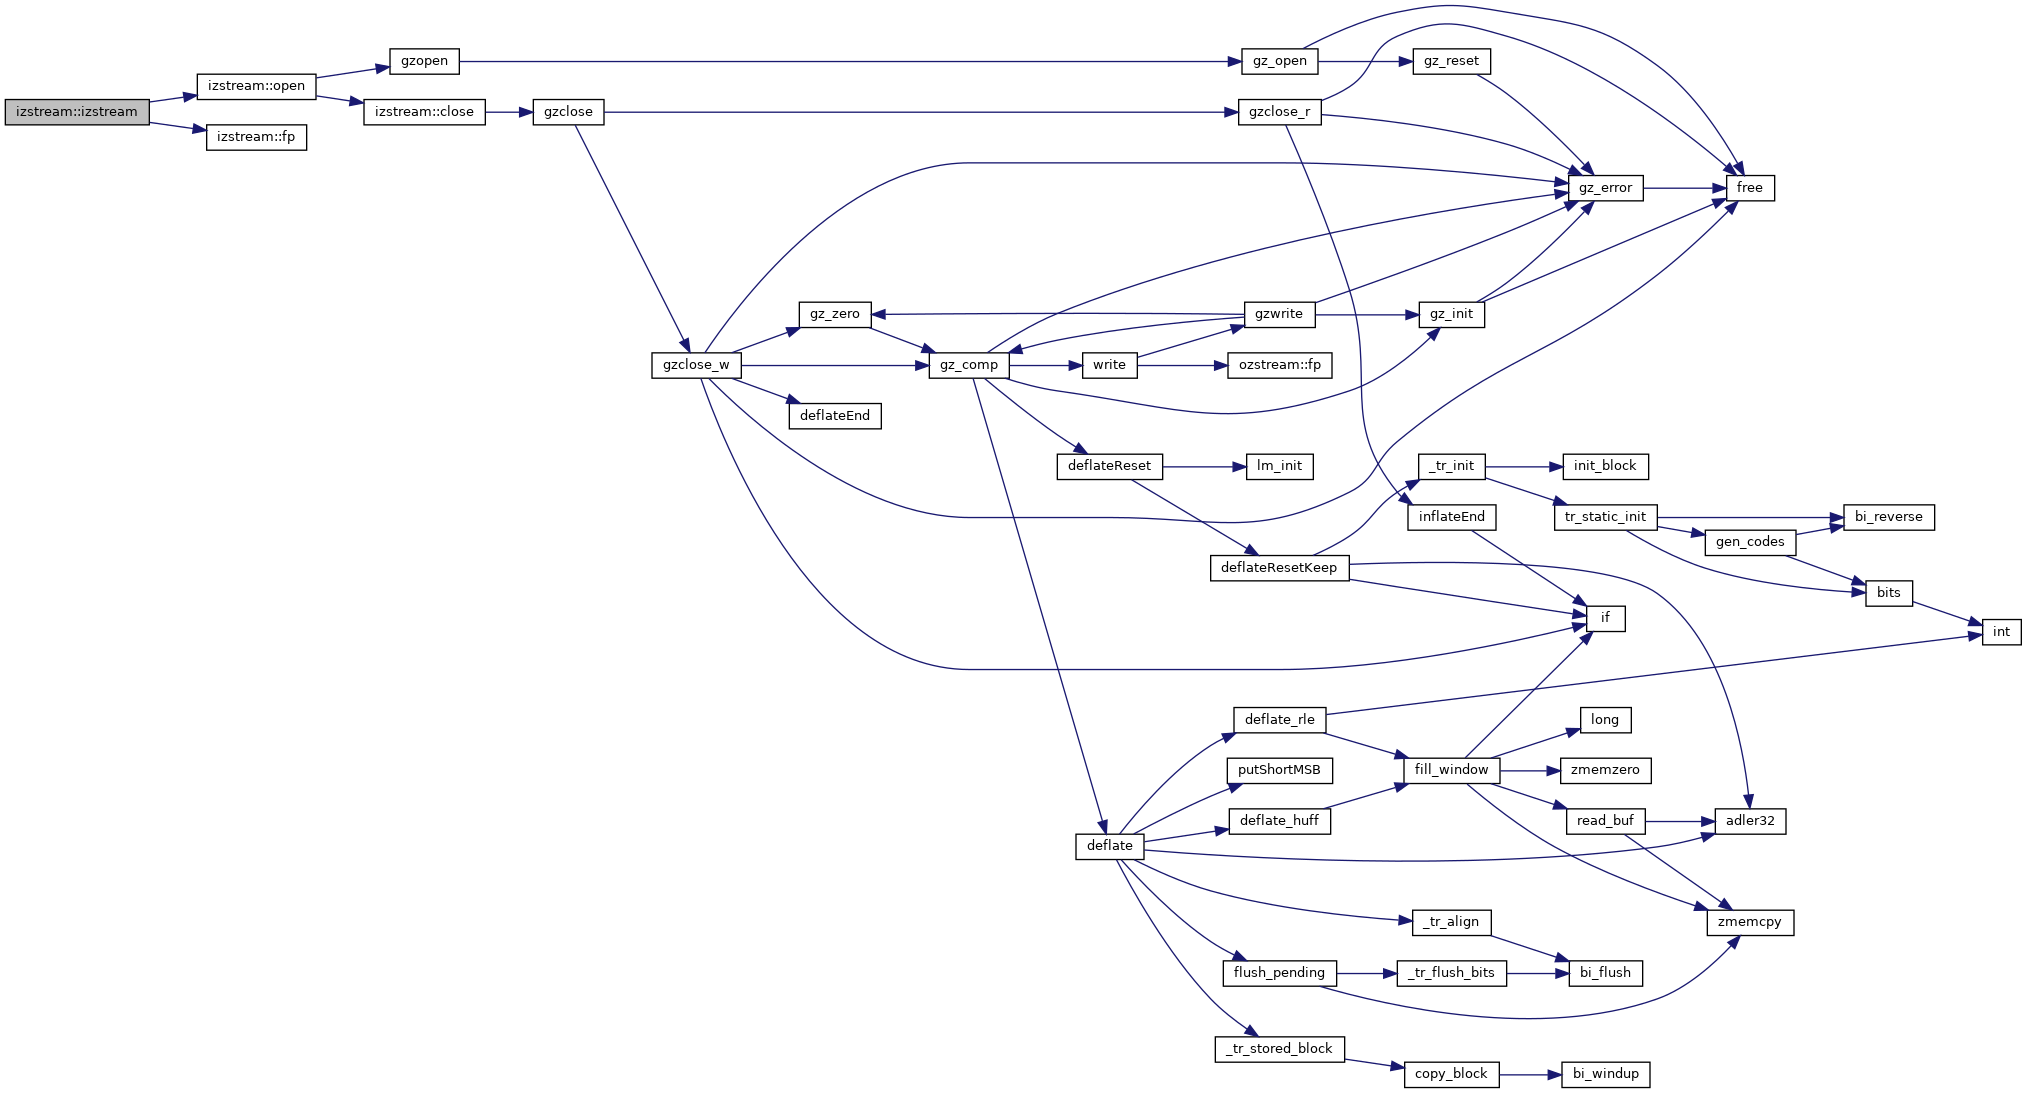 izstream::izstream
izstream::open
izstream::fp
gzopen
izstream::close
gzclose
gz_open
gz_reset
gzclose_r
gz_error
free
gz_zero
gzwrite
gz_init
gzclose_w
gz_comp
write
ozstream::fp
deflateEnd
deflateReset
lm_init
_tr_init
init_block
inflateEnd
tr_static_init
bi_reverse
gen_codes
deflateResetKeep
bits
if
int
deflate_rle
long
putShortMSB
fill_window
zmemzero
deflate_huff
read_buf
adler32
deflate
_tr_align
zmemcpy
flush_pending
_tr_flush_bits
bi_flush
_tr_stored_block
copy_block
bi_windup